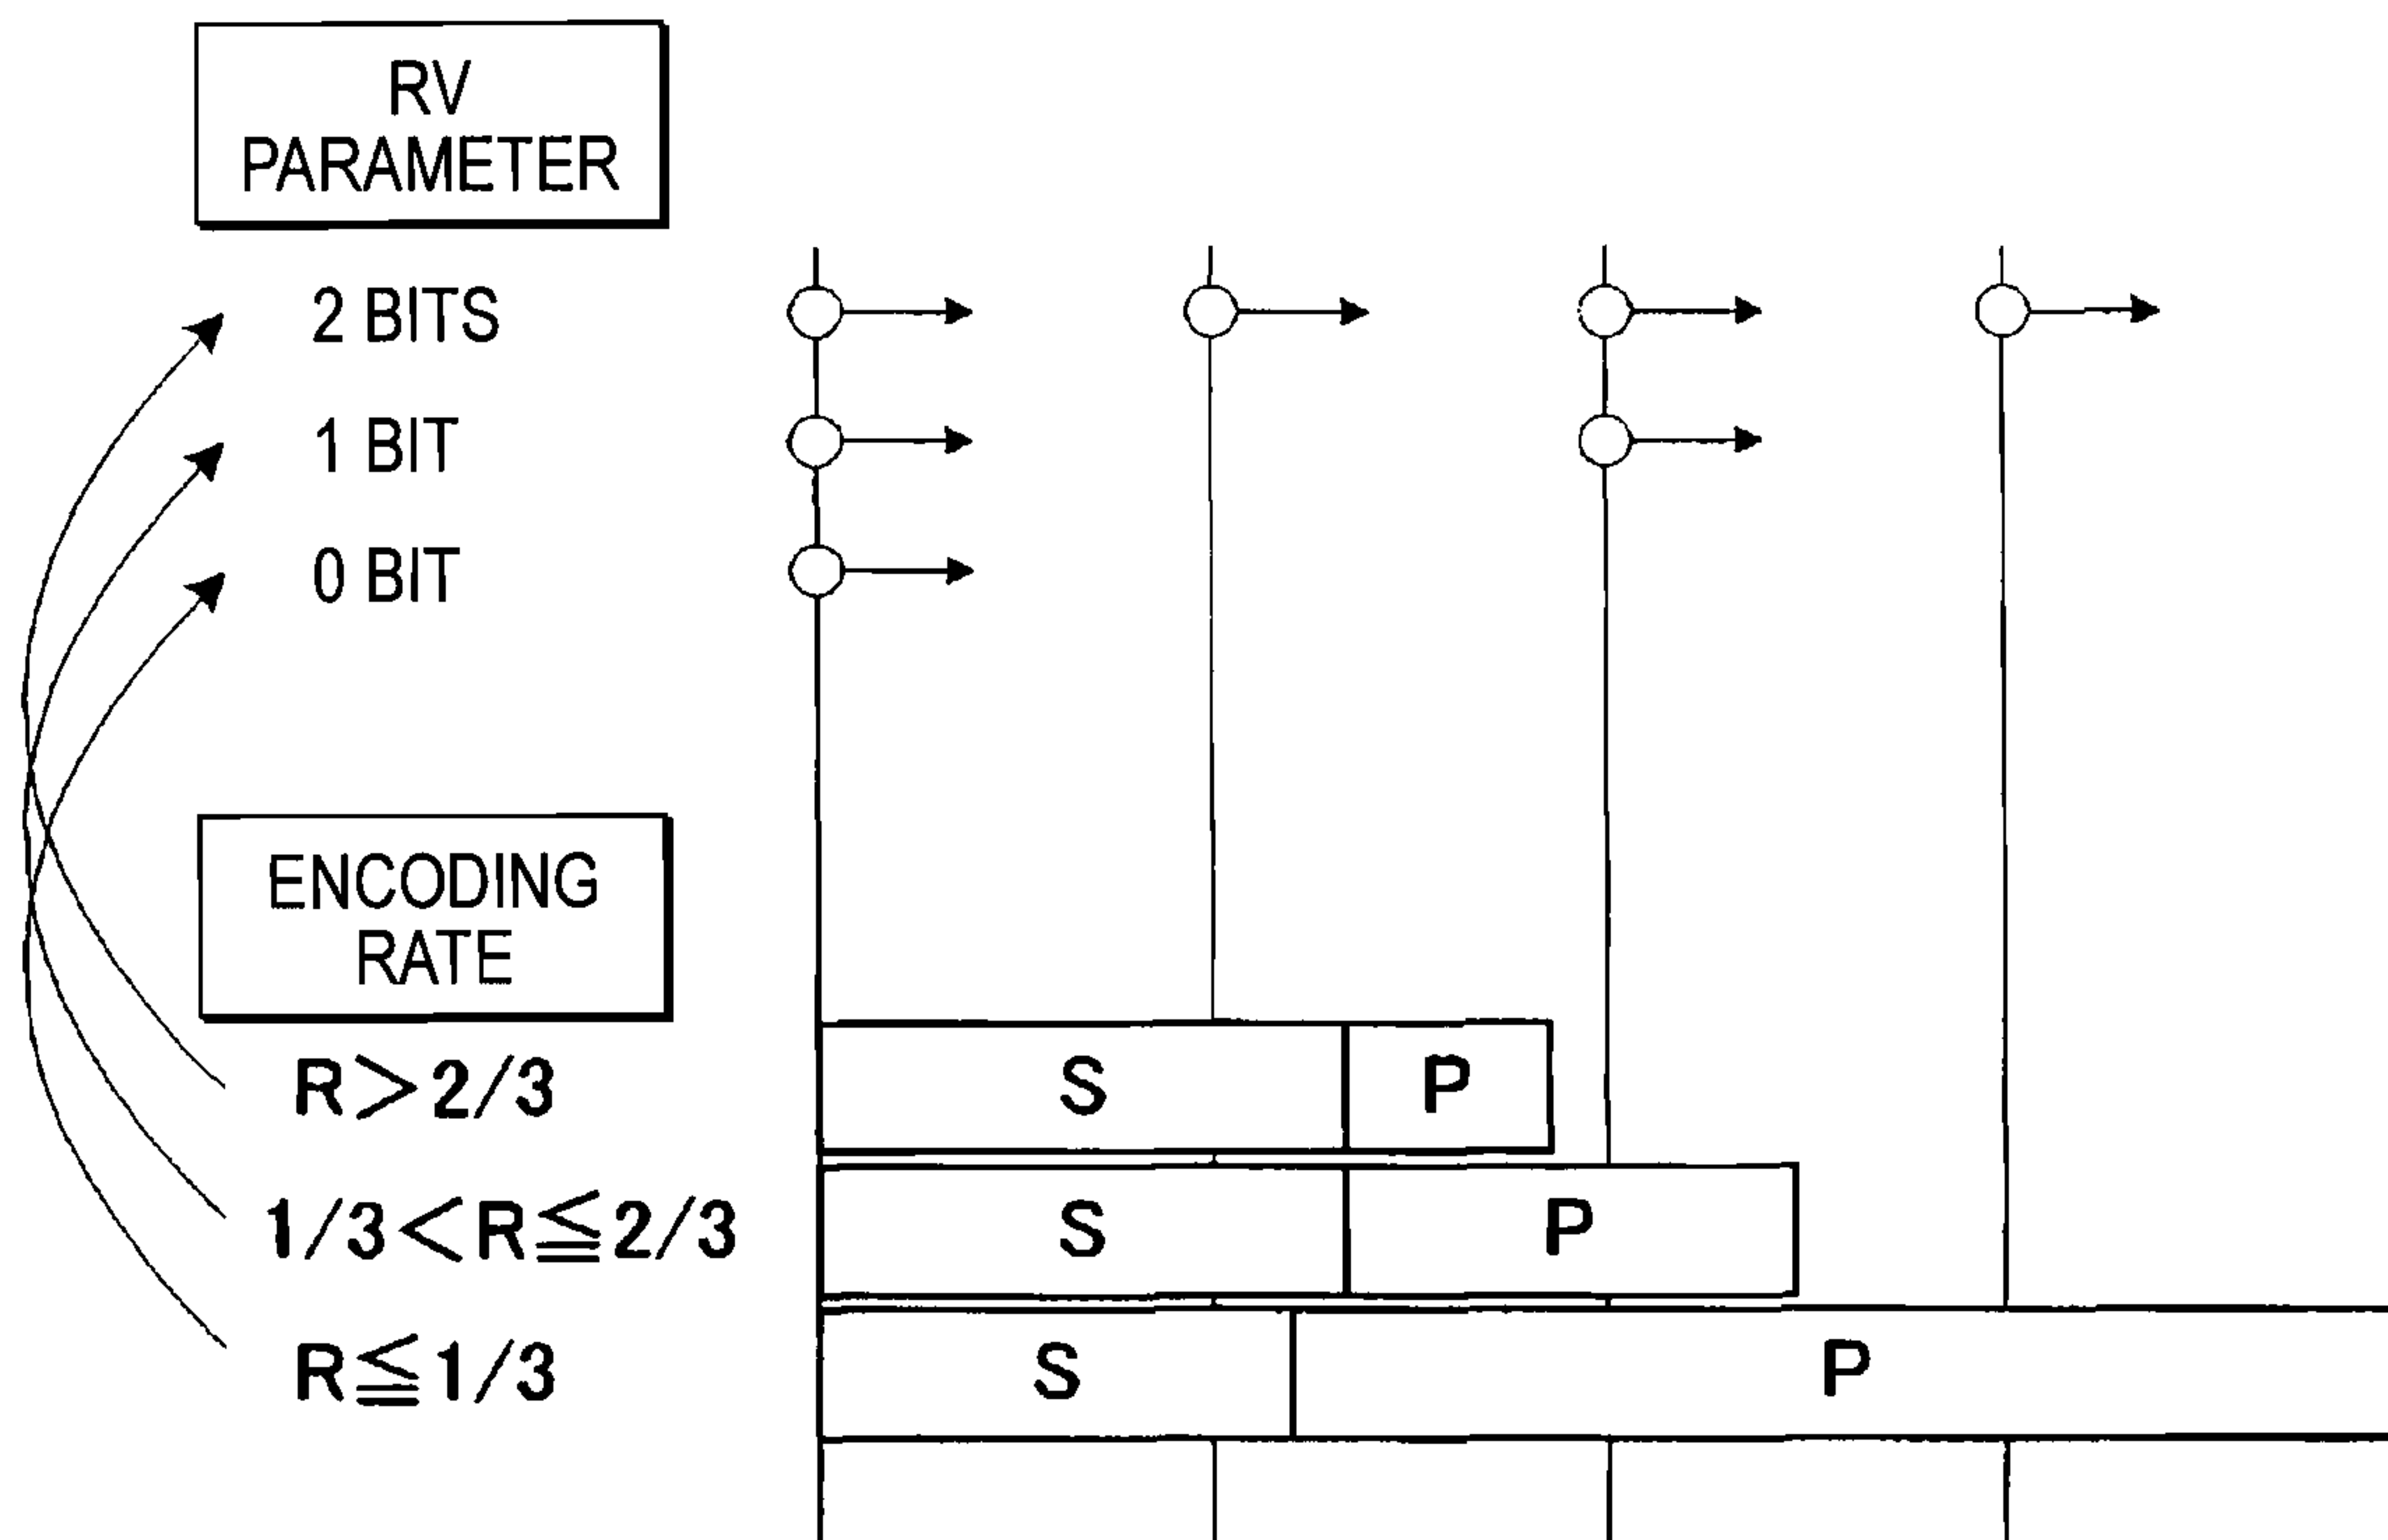 RV
PARAMETER
2 BITS
1 BIT
0 BIT
ENCODING
RATE
R>2/3 S P
1/3<R≦2/3 S P
R≦1/3 S P